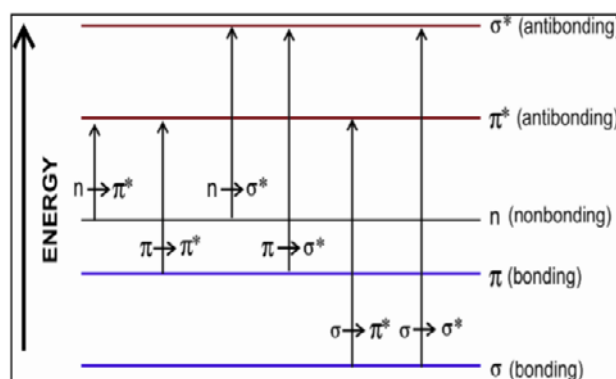 σ* (antibonding)
π* (antibonding)
n→π*
n→σ*
n (nonbonding)
π→π*
π→σ*
π (bonding)
σ→π*
σ→σ*
σ (bonding)
ENERGY